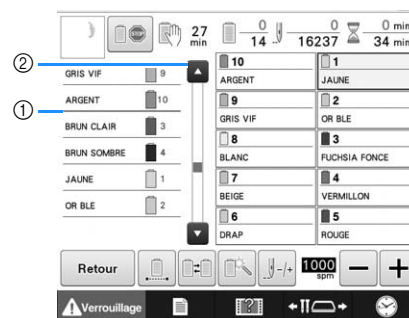 STOP
27
min
0
14
0
16237
0 min
34 min
②
①
GRIS VIF 9
ARGENT 10
BRUN CLAIR 3
BRUN SOMBRE 4
JAUNE 1
OR BLE 2
10
ARGENT
1
JAUNE
9
GRIS VIF
2
OR BLE
8
BLANC
3
FUCHSIA FONCE
7
BEIGE
4
VERMILLON
6
DRAP
5
ROUGE
Retour
-/+
1000
spm
− +
Verrouillage
?